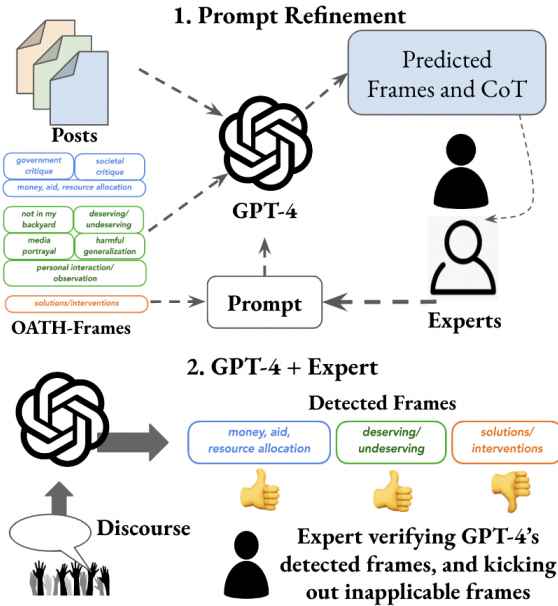 1. Prompt Refinement
Posts
Predicted
Frames and CoT
government
critique
societal
critique
money, aid, resource allocation
not in my
backyard
deserving/
undeserving
media
portrayal
harmful
generalization
personal interaction/
observation
solutions/interventions
OATH-Frames
GPT-4
Prompt
Experts
2. GPT-4 + Expert
Detected Frames
money, aid,
resource allocation
deserving/
undeserving
solutions/
interventions
Discourse
Expert verifying GPT-4's
detected frames, and kicking
out inapplicable frames